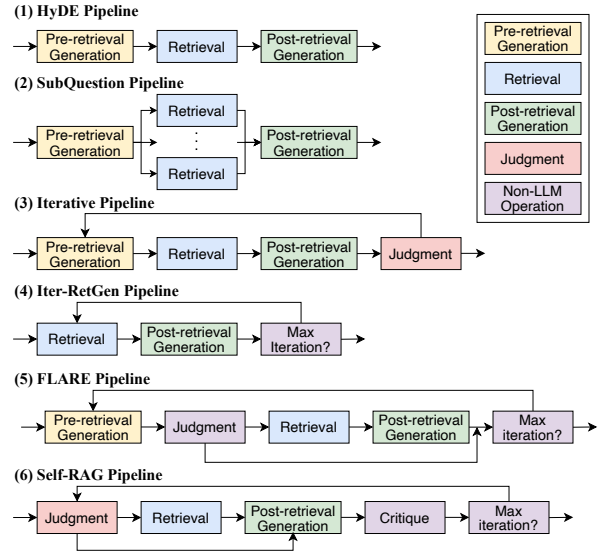 (1) HyDE Pipeline
Pre-retrieval
Generation
Retrieval
Post-retrieval
Generation
(2) SubQuestion Pipeline
Pre-retrieval
Generation
Retrieval
⋮
Retrieval
Post-retrieval
Generation
(3) Iterative Pipeline
Pre-retrieval
Generation
Retrieval
Post-retrieval
Generation
Judgment
(4) Iter-RetGen Pipeline
Retrieval
Post-retrieval
Generation
Max
Iteration?
(5) FLARE Pipeline
Pre-retrieval
Generation
Judgment
Retrieval
Post-retrieval
Generation
Max
iteration?
(6) Self-RAG Pipeline
Judgment
Retrieval
Post-retrieval
Generation
Critique
Max
iteration?
Pre-retrieval
Generation
Retrieval
Post-retrieval
Generation
Judgment
Non-LLM
Operation